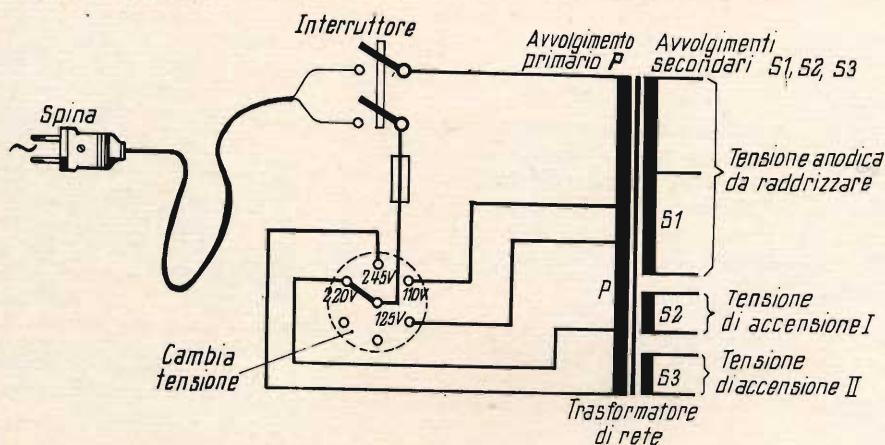 Interruttore
Spina
Avvolgimento
primario P
Avvolgimenti
secondari S1, S2, S3
Tensione anodica
da raddrizzare
S1
P
245V
220V
110V
125V
S2
Tensione
di accensione I
Cambia
tensione
S3
Tensione
di accensione II
Trasformatore
di rete